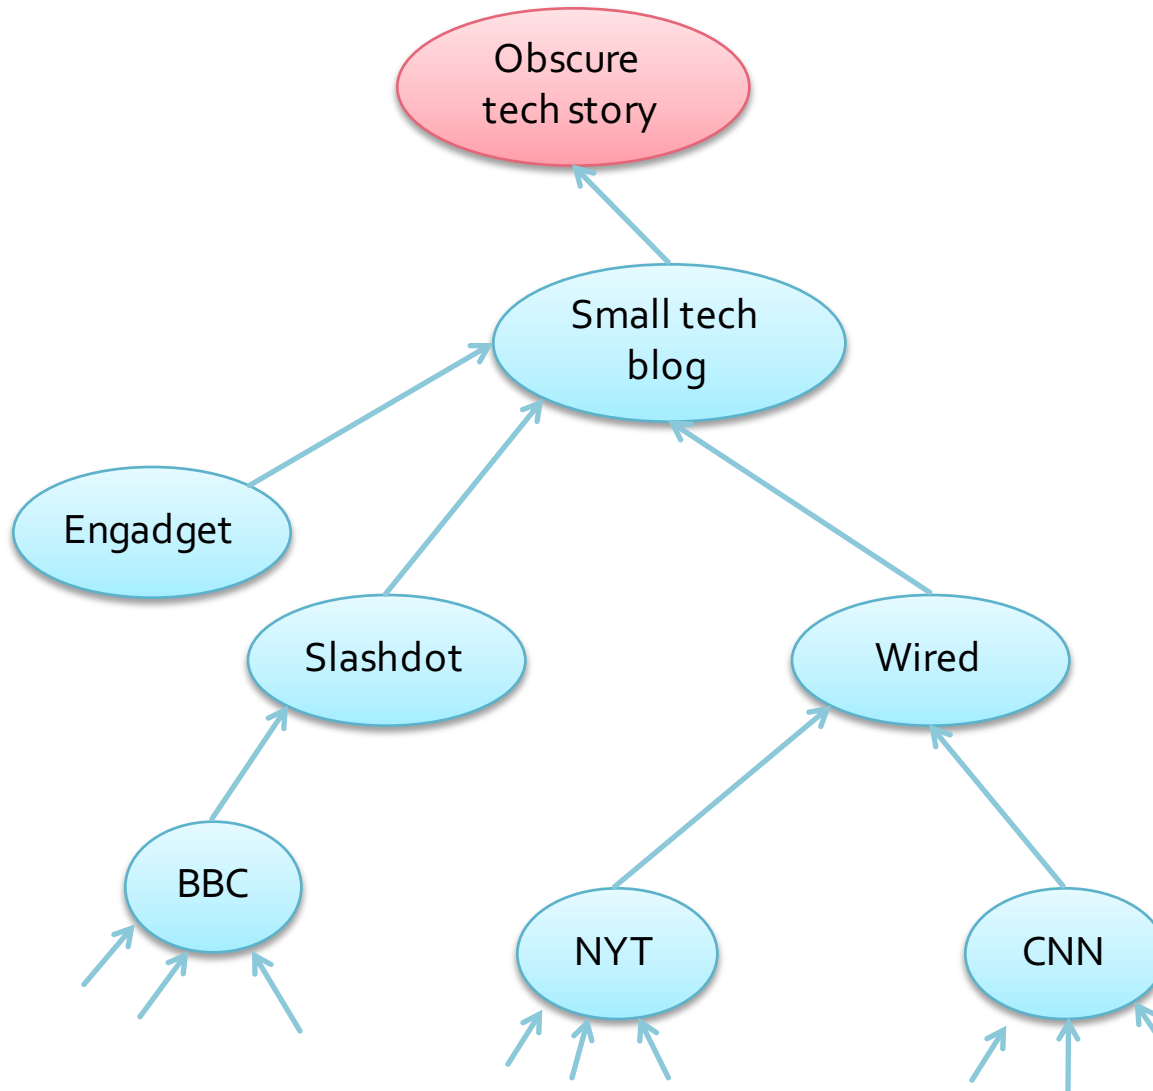 Obscure
tech story
Small tech
blog
Engadget
Slashdot
Wired
BBC
NYT
CNN